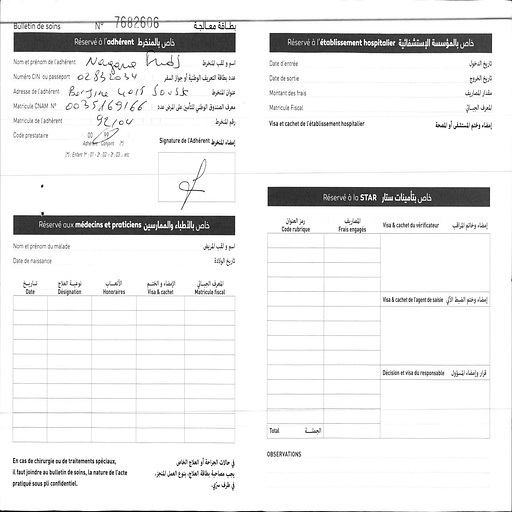 Bulletin de soins N° 7682606 بطاقة معالجة
Réservé à l'adhérent خاص بالمنخرط
Nom et prénom de l'adhérent اسم و لقب المنخرط
Numéro CIN ou passeport 02832034 عدد بطاقة التعريف الوطنية أو جواز السفر
Adresse de l'adhérent عنوان المنخرط
Matricule CNAM N° 0035169166 معرف الصندوق الوطني للتأمين على المرض عدد
Matricule de l'adhérent 92/04 رقم المنخرط
Code prestataire 00 99
Adhérent Conjoint (*)
(*) : Enfant 1er : 01 - 2e : 02 - 3e : 03 ... etc
Signature de l'Adhérent إمضاء المنخرط
Réservé aux médecins et praticiens خاص بالأطباء والممارسين
Nom et prénom du malade اسم و لقب المريض
Date de naissance تاريخ الولادة
تاريخ نوعية العلاج الأتعاب الإمضاء و الختم المعرف الجبائي
Date Désignation Honoraires Visa & cachet Matricule fiscal
En cas de chirurgie ou de traitements spéciaux,
il faut joindre au bulletin de soins, la nature de l'acte
pratiqué sous pli confidentiel.
في حالات الجراحة أو العلاج الخاص
يجب مصاحبة بطاقة العلاج، بنوع العمل المنجز،
في ظرف سري.
Réservé à l'établissement hospitalier خاص بالمؤسسة الإستشفائية
Date d'entrée تاريخ الدخول
Date de sortie تاريخ الخروج
Montant des frais مقدار المصاريف
Matricule Fiscal المعرف الجبائي
Visa et cachet de l'établissement hospitalier إمضاء وختم المستشفى أو المصحة
Réservé à la STAR خاص بتأمينات ستار
رمز العنوان المصاريف
Code rubrique Frais engagés
Visa & cachet du vérificateur إمضاء وختم المراقب
Visa & cachet de l'agent de saisie إمضاء وختم الضبط الآلي
Décision et visa du responsable قرار وإمضاء المسؤول
Total الجملة
OBSERVATIONS